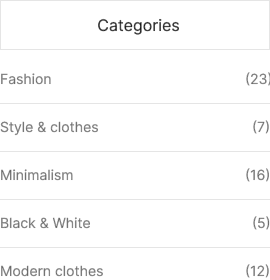 Categories
Fashion (23)
Style & clothes (7)
Minimalism (16)
Black & White (5)
Modern clothes (12)